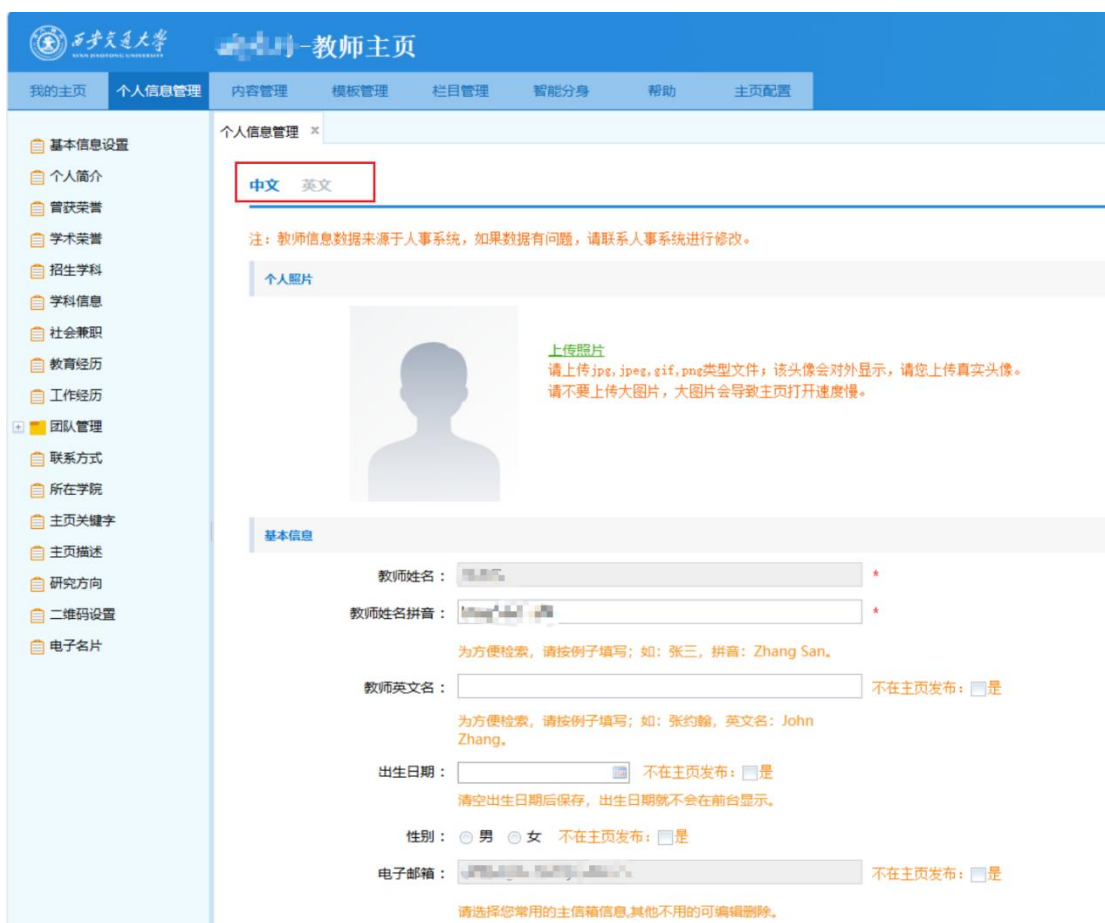 西安交通大学
XI'AN JIAOTONG UNIVERSITY
-教师主页
我的主页 个人信息管理 内容管理 模板管理 栏目管理 智能分身 帮助 主页配置
基本信息设置
个人简介
曾获荣誉
学术荣誉
招生学科
学科信息
社会兼职
教育经历
工作经历
团队管理
联系方式
所在学院
主页关键字
主页描述
研究方向
二维码设置
电子名片
个人信息管理
中文 英文
注：教师信息数据来源于人事系统，如果数据有问题，请联系人事系统进行修改。
个人照片
上传照片
请上传jpg,jpeg,gif,png类型文件；该头像会对外显示，请您上传真实头像。
请不要上传大图片，大图片会导致主页打开速度慢。
基本信息
教师姓名： *
教师姓名拼音： *
为方便检索，请按例子填写；如：张三，拼音：Zhang San。
教师英文名： 不在主页发布： 是
为方便检索，请按例子填写；如：张约翰，英文名：John
Zhang。
出生日期： 不在主页发布： 是
清空出生日期后保存，出生日期就不会在前台显示。
性别： 男 女 不在主页发布： 是
电子邮箱： 不在主页发布： 是
请选择您常用的主信箱信息,其他不用的可编辑删除。